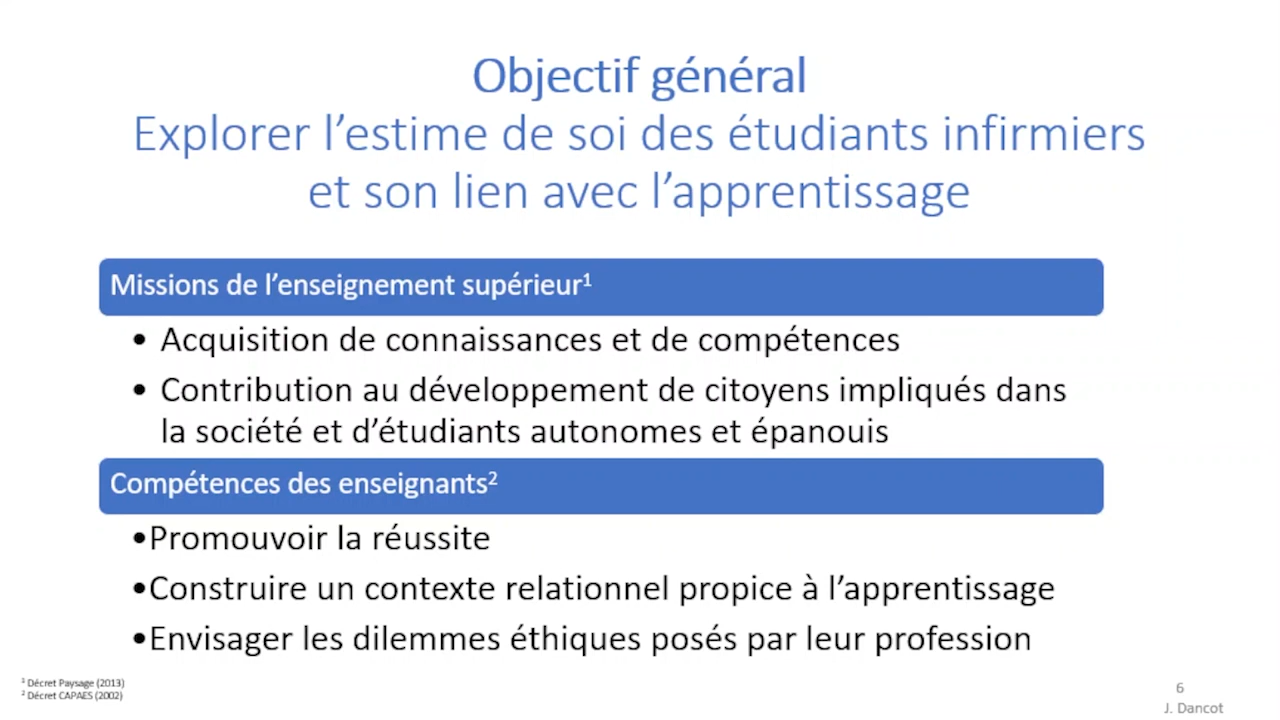 Objectif général
Explorer l’estime de soi des étudiants infirmiers
et son lien avec l’apprentissage
Missions de l’enseignement supérieur¹
• Acquisition de connaissances et de compétences
• Contribution au développement de citoyens impliqués dans
la société et d’étudiants autonomes et épanouis
Compétences des enseignants²
•Promouvoir la réussite
•Construire un contexte relationnel propice à l’apprentissage
•Envisager les dilemmes éthiques posés par leur profession
¹ Décret Paysage (2013)
² Décret CAPAES (2002)
6
J. Dancot